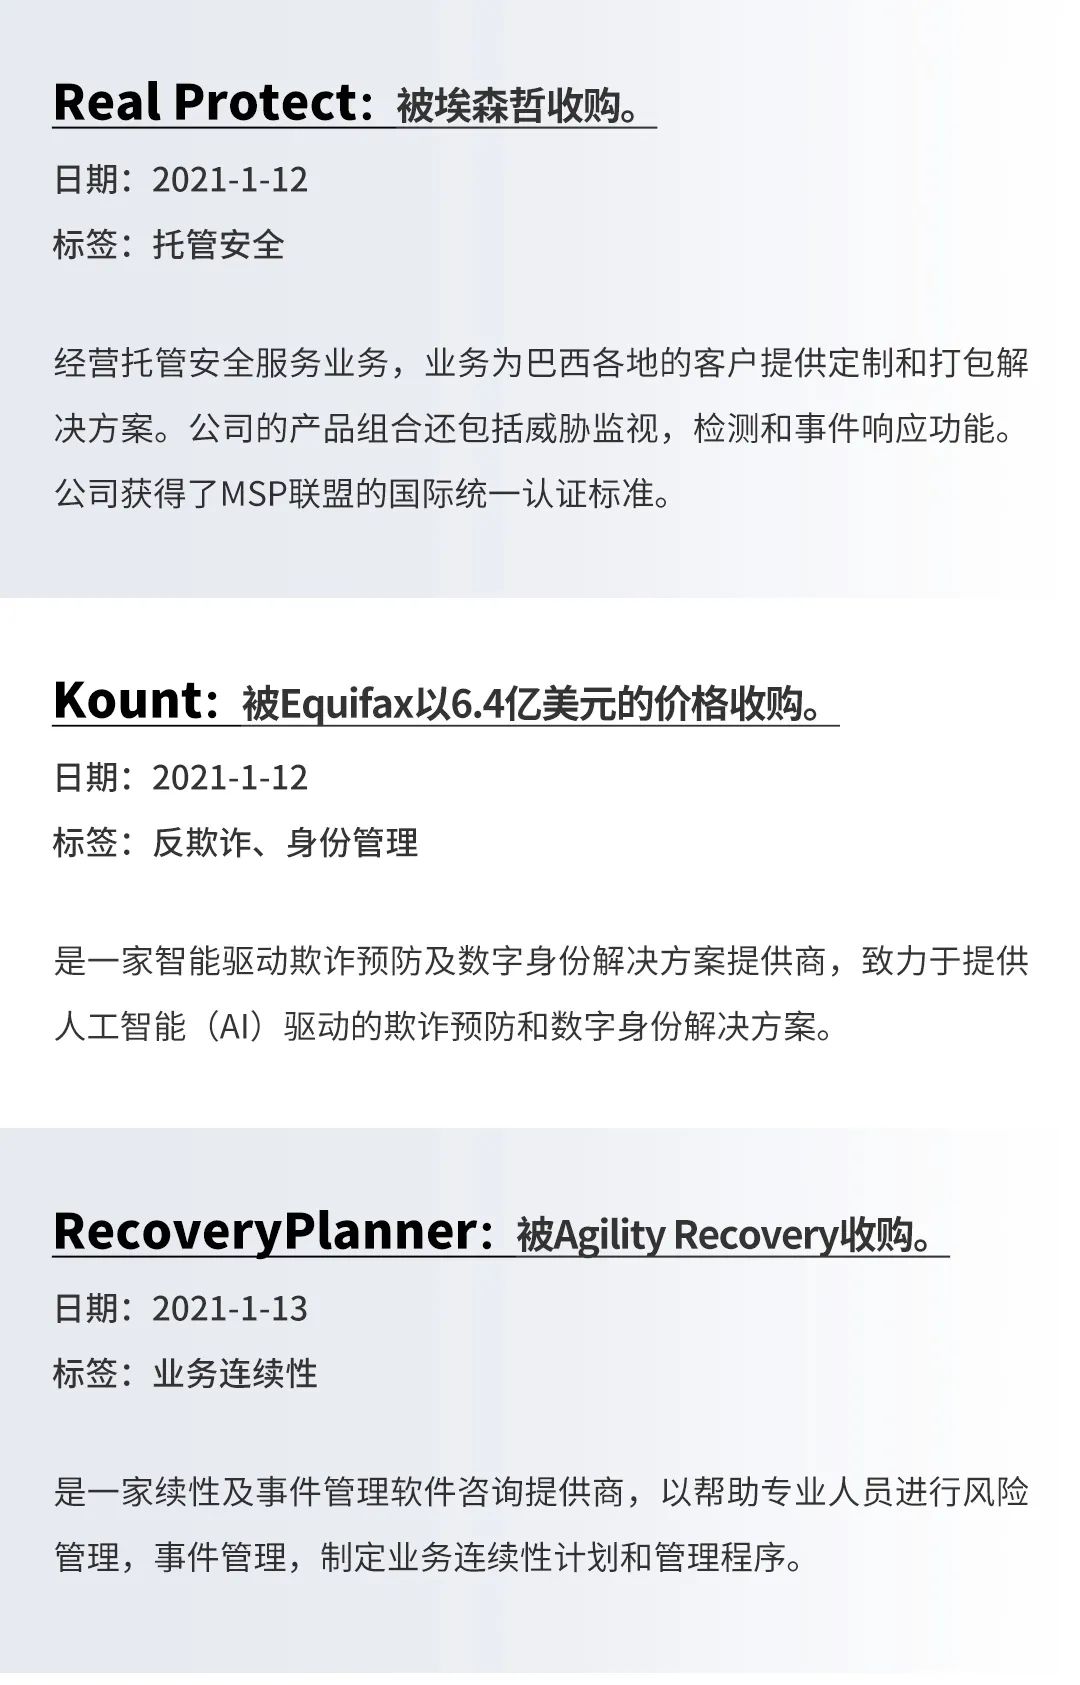 Real Protect：被埃森哲收购。
日期：2021-1-12
标签：托管安全
经营托管安全服务业务，业务为巴西各地的客户提供定制和打包解
决方案。公司的产品组合还包括威胁监视，检测和事件响应功能。
公司获得了MSP联盟的国际统一认证标准。
Kount：被Equifax以6.4亿美元的价格收购。
日期：2021-1-12
标签：反欺诈、身份管理
是一家智能驱动欺诈预防及数字身份解决方案提供商，致力于提供
人工智能（AI）驱动的欺诈预防和数字身份解决方案。
RecoveryPlanner：被Agility Recovery收购。
日期：2021-1-13
标签：业务连续性
是一家续性及事件管理软件咨询提供商，以帮助专业人员进行风险
管理，事件管理，制定业务连续性计划和管理程序。